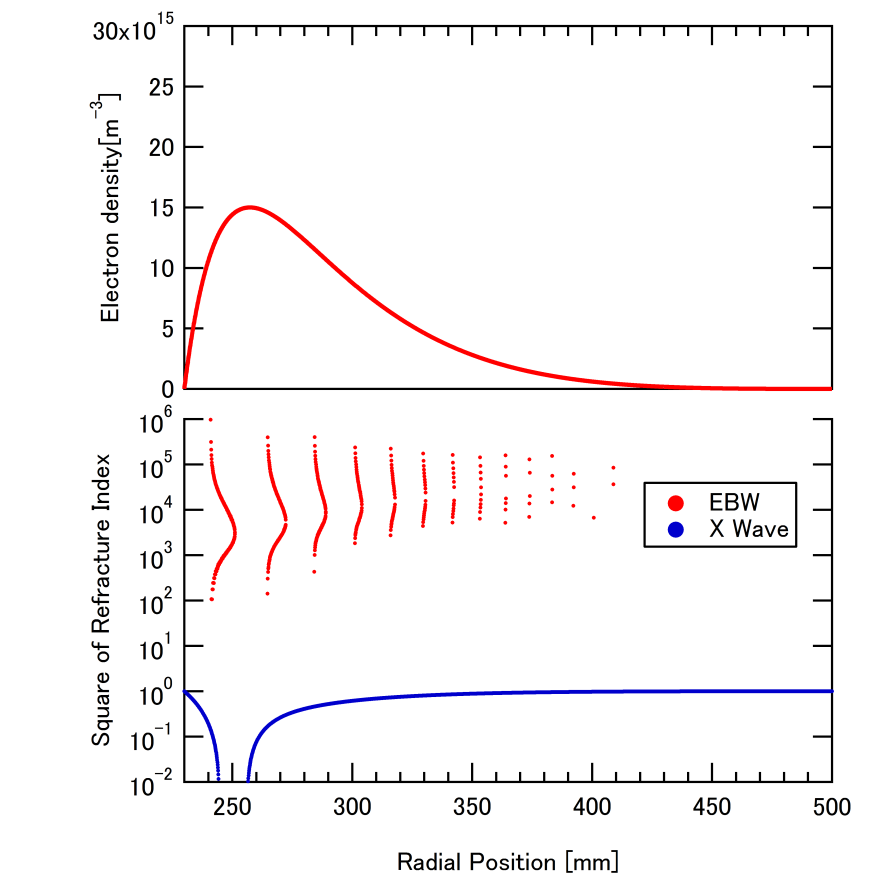 30x10^15
25
20
15
10
5
0
Electron density[m^-3]
10^6
10^5
10^4
10^3
10^2
10^1
10^0
10^-1
10^-2
Square of Refracture Index
EBW
X Wave
250 300 350 400 450 500
Radial Position [mm]